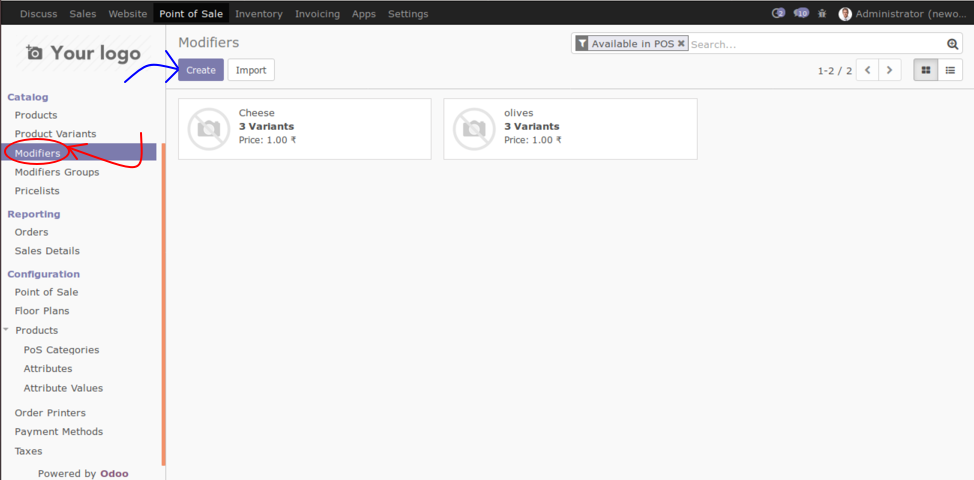 Discuss Sales Website Point of Sale Inventory Invoicing Apps Settings 2 10 Administrator (newo...
Your logo
Modifiers
Available in POS ✖ Search...
Create Import
1-2 / 2
Catalog
Products
Product Variants
Modifiers
Modifiers Groups
Pricelists
Reporting
Orders
Sales Details
Configuration
Point of Sale
Floor Plans
Products
PoS Categories
Attributes
Attribute Values
Order Printers
Payment Methods
Taxes
Powered by Odoo
Cheese
3 Variants
Price: 1.00 ₹
olives
3 Variants
Price: 1.00 ₹